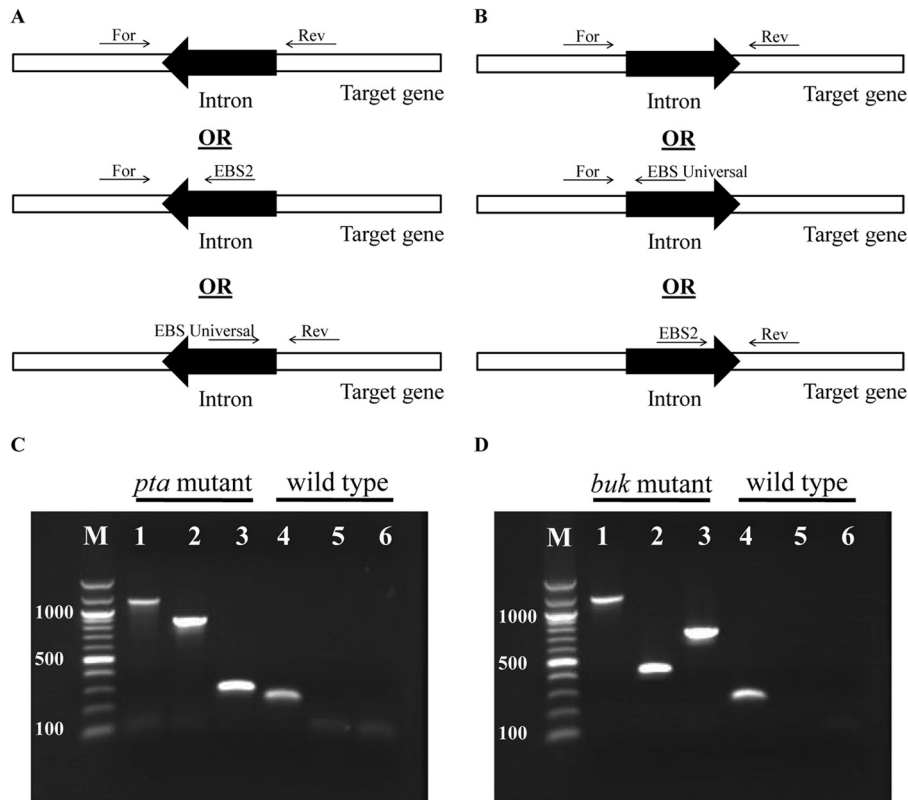 A
For
Rev
Intron
Target gene
OR
For
EBS2
Intron
Target gene
OR
EBS Universal
Rev
Intron
Target gene
B
For
Rev
Intron
Target gene
OR
For
EBS Universal
Intron
Target gene
OR
EBS2
Rev
Intron
Target gene
C
pta mutant wild type
M 1 2 3 4 5 6
1000
500
100
D
buk mutant wild type
M 1 2 3 4 5 6
1000
500
100